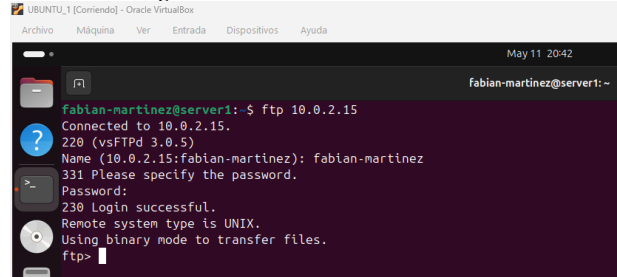 UBUNTU_1 [Corriendo] - Oracle VirtualBox
Archivo Máquina Ver Entrada Dispositivos Ayuda
May 11 20:42
fabian-martinez@server1: ~
fabian-martinez@server1:~$ ftp 10.0.2.15
Connected to 10.0.2.15.
220 (vsFTPd 3.0.5)
Name (10.0.2.15:fabian-martinez): fabian-martinez
331 Please specify the password.
Password:
230 Login successful.
Remote system type is UNIX.
Using binary mode to transfer files.
ftp>